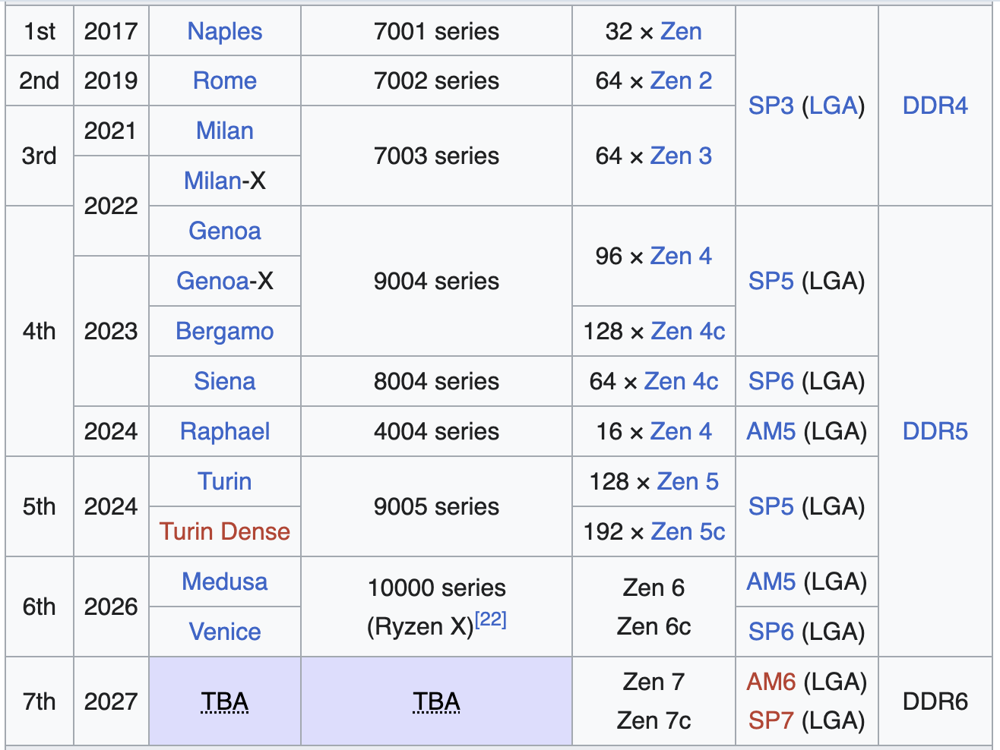 1st 2017 Naples 7001 series 32 × Zen SP3 (LGA) DDR4
2nd 2019 Rome 7002 series 64 × Zen 2
3rd 2021 Milan 7003 series 64 × Zen 3
2022 Milan-X
4th Genoa 9004 series 96 × Zen 4 SP5 (LGA) DDR5
2023 Genoa-X
Bergamo 128 × Zen 4c
Siena 8004 series 64 × Zen 4c SP6 (LGA)
2024 Raphael 4004 series 16 × Zen 4 AM5 (LGA)
5th 2024 Turin 9005 series 128 × Zen 5 SP5 (LGA)
Turin Dense 192 × Zen 5c
6th 2026 Medusa 10000 series Zen 6 AM5 (LGA)
Venice (Ryzen X)[22] Zen 6c SP6 (LGA)
7th 2027 TBA TBA Zen 7 AM6 (LGA) DDR6
Zen 7c SP7 (LGA)